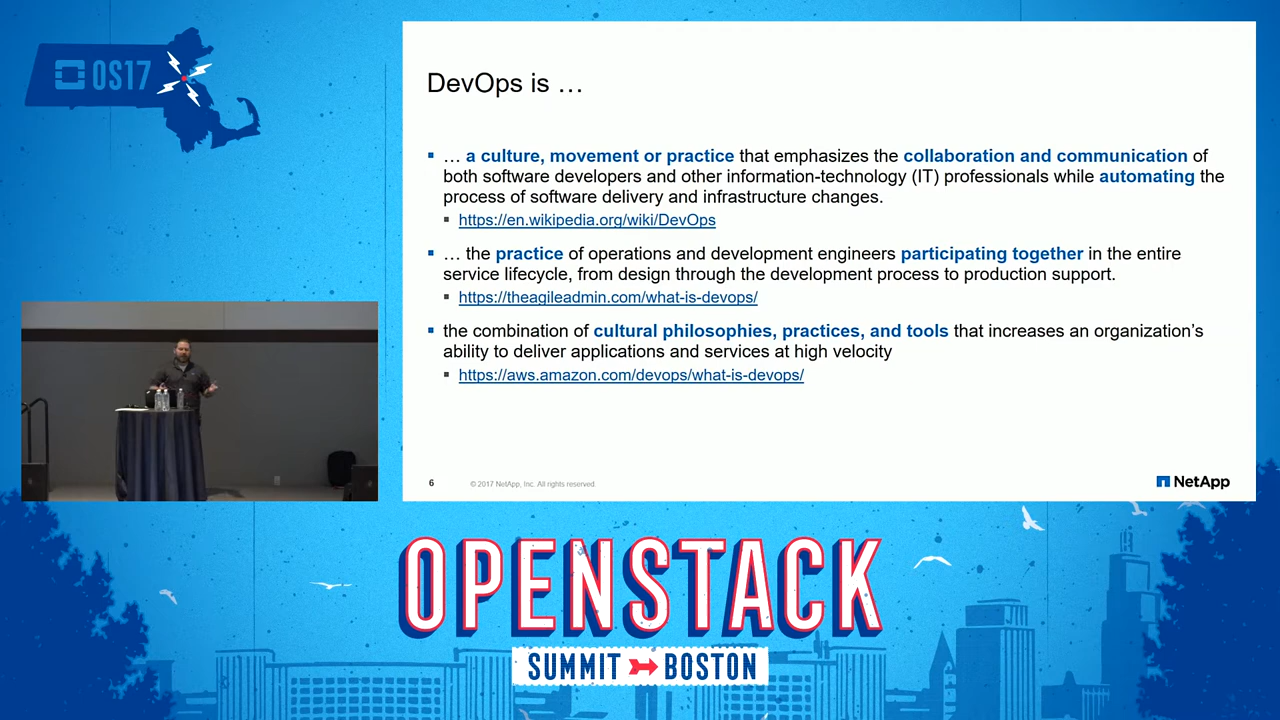 OS17
DevOps is …
… a culture, movement or practice that emphasizes the collaboration and communication of
both software developers and other information-technology (IT) professionals while automating the
process of software delivery and infrastructure changes.
https://en.wikipedia.org/wiki/DevOps
… the practice of operations and development engineers participating together in the entire
service lifecycle, from design through the development process to production support.
https://theagileadmin.com/what-is-devops/
the combination of cultural philosophies, practices, and tools that increases an organization’s
ability to deliver applications and services at high velocity
https://aws.amazon.com/devops/what-is-devops/
6
© 2017 NetApp, Inc. All rights reserved.
NetApp
OPENSTACK
SUMMIT BOSTON